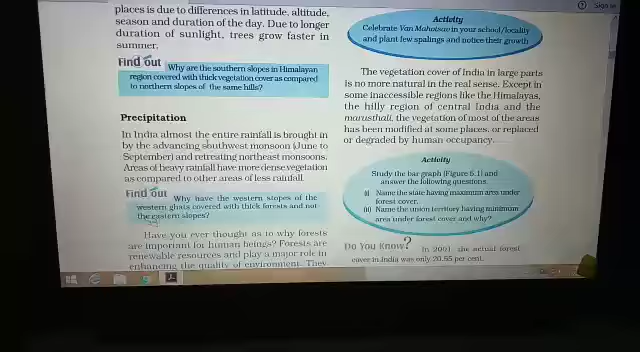 places is due to differences in latitude, altitude,
season and duration of the day. Due to longer
duration of sunlight, trees grow faster in
summer.
Find out
Why are the southern slopes in Himalayan
region covered with thick vegetation cover as compared
to northern slopes of the same hills?
Precipitation
In India almost the entire rainfall is brought in
by the advancing southwest monsoon (June to
September) and retreating northeast monsoons.
Areas of heavy rainfall have more dense vegetation
as compared to other areas of less rainfall.
Find out
Why have the western slopes of the
western ghats covered with thick forests and not
the eastern slopes?
Have you ever thought as to why forests
are important for human beings? Forests are
renewable resources and play a major role in
enhancing the quality of environment. They
Sign in
Activity
Celebrate Van Mahotsav in your school/locality
and plant few saplings and notice their growth
The vegetation cover of India in large parts
is no more natural in the real sense. Except in
some inaccessible regions like the Himalayas,
the hilly region of central India and the
marusthali, the vegetation of most of the areas
has been modified at some places, or replaced
or degraded by human occupancy.
Activity
Study the bar graph (Figure 5.1) and
answer the following questions.
(i) Name the state having maximum area under
forest cover.
(ii) Name the union territory having minimum
area under forest cover and why?
Do You Know?
In 2001, the actual forest
cover in India was only 20.55 per cent.